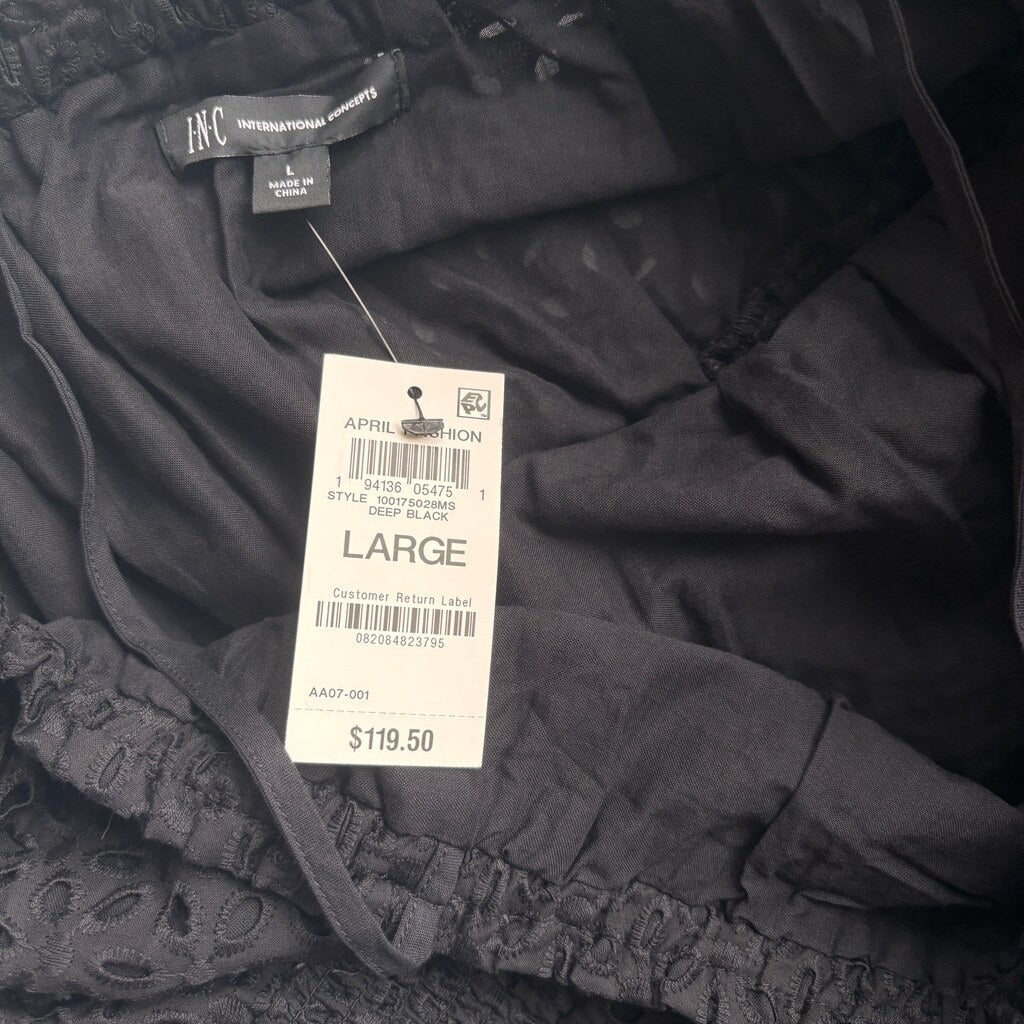 I·N·C INTERNATIONAL CONCEPTS
L
MADE IN
CHINA
APRIL FASHION
1 94136 05475 1
STYLE 100175028MS
DEEP BLACK
LARGE
Customer Return Label
082084823795
AA07-001
$119.50